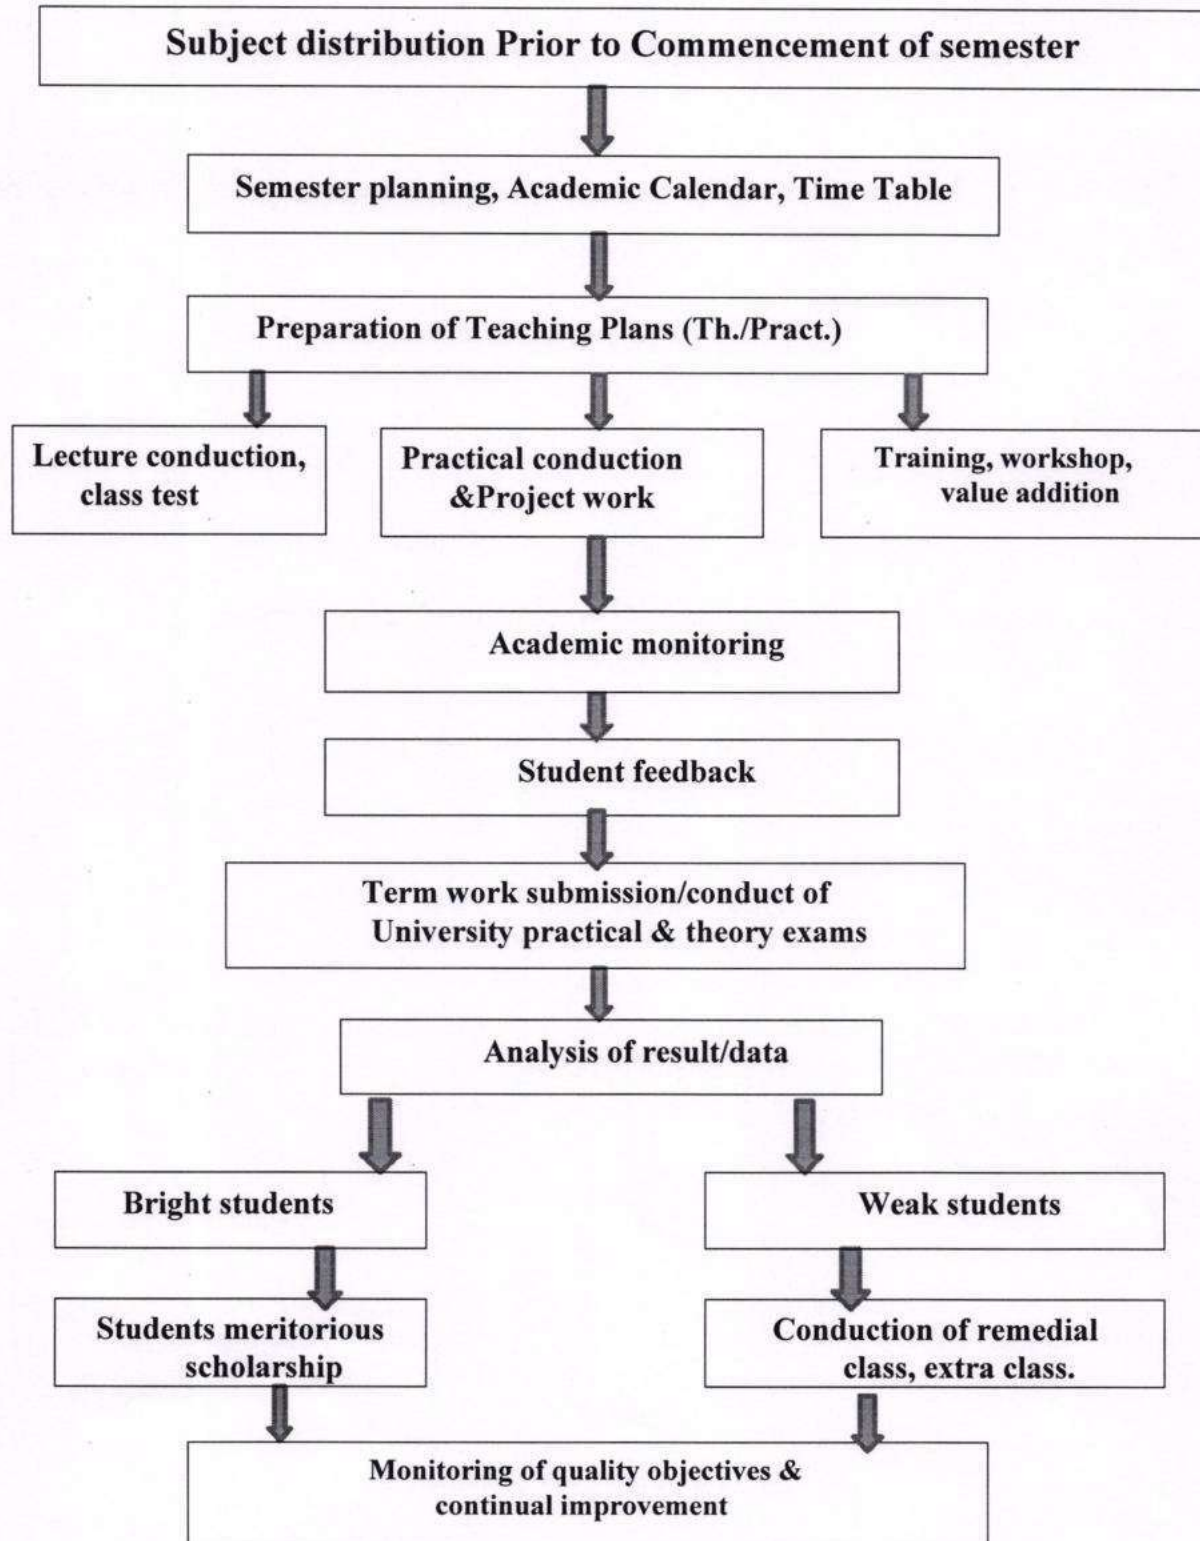 Subject distribution Prior to Commencement of semester
Semester planning, Academic Calendar, Time Table
Preparation of Teaching Plans (Th./Pract.)
Lecture conduction,
class test
Practical conduction
&Project work
Training, workshop,
value addition
Academic monitoring
Student feedback
Term work submission/conduct of
University practical & theory exams
Analysis of result/data
Bright students
Weak students
Students meritorious
scholarship
Conduction of remedial
class, extra class.
Monitoring of quality objectives &
continual improvement